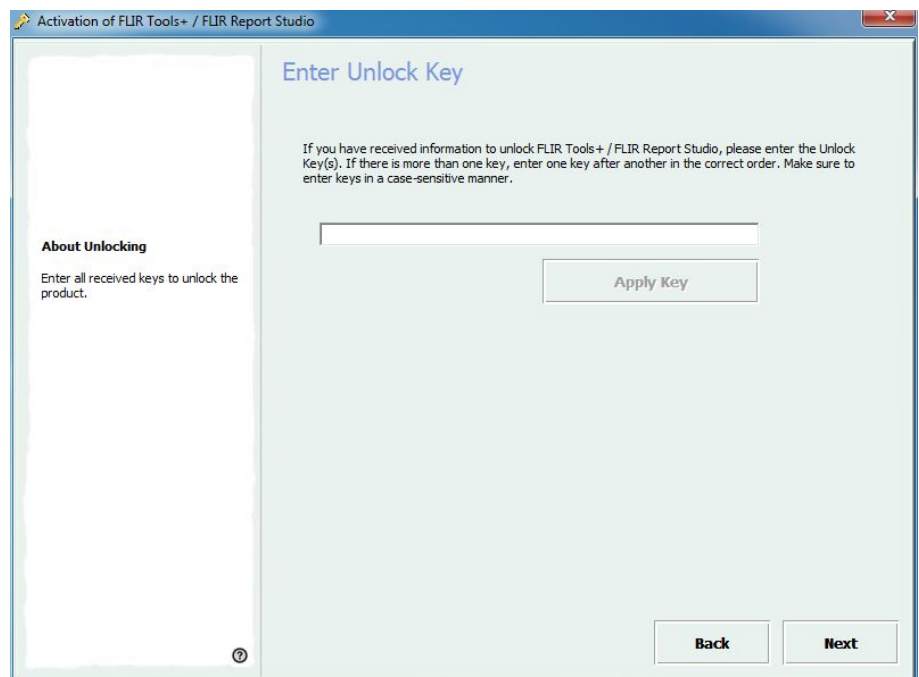 Activation of FLIR Tools+ / FLIR Report Studio
X
Enter Unlock Key
If you have received information to unlock FLIR Tools+ / FLIR Report Studio, please enter the Unlock
Key(s). If there is more than one key, enter one key after another in the correct order. Make sure to
enter keys in a case-sensitive manner.
About Unlocking
Enter all received keys to unlock the
product.
Apply Key
?
Back
Next